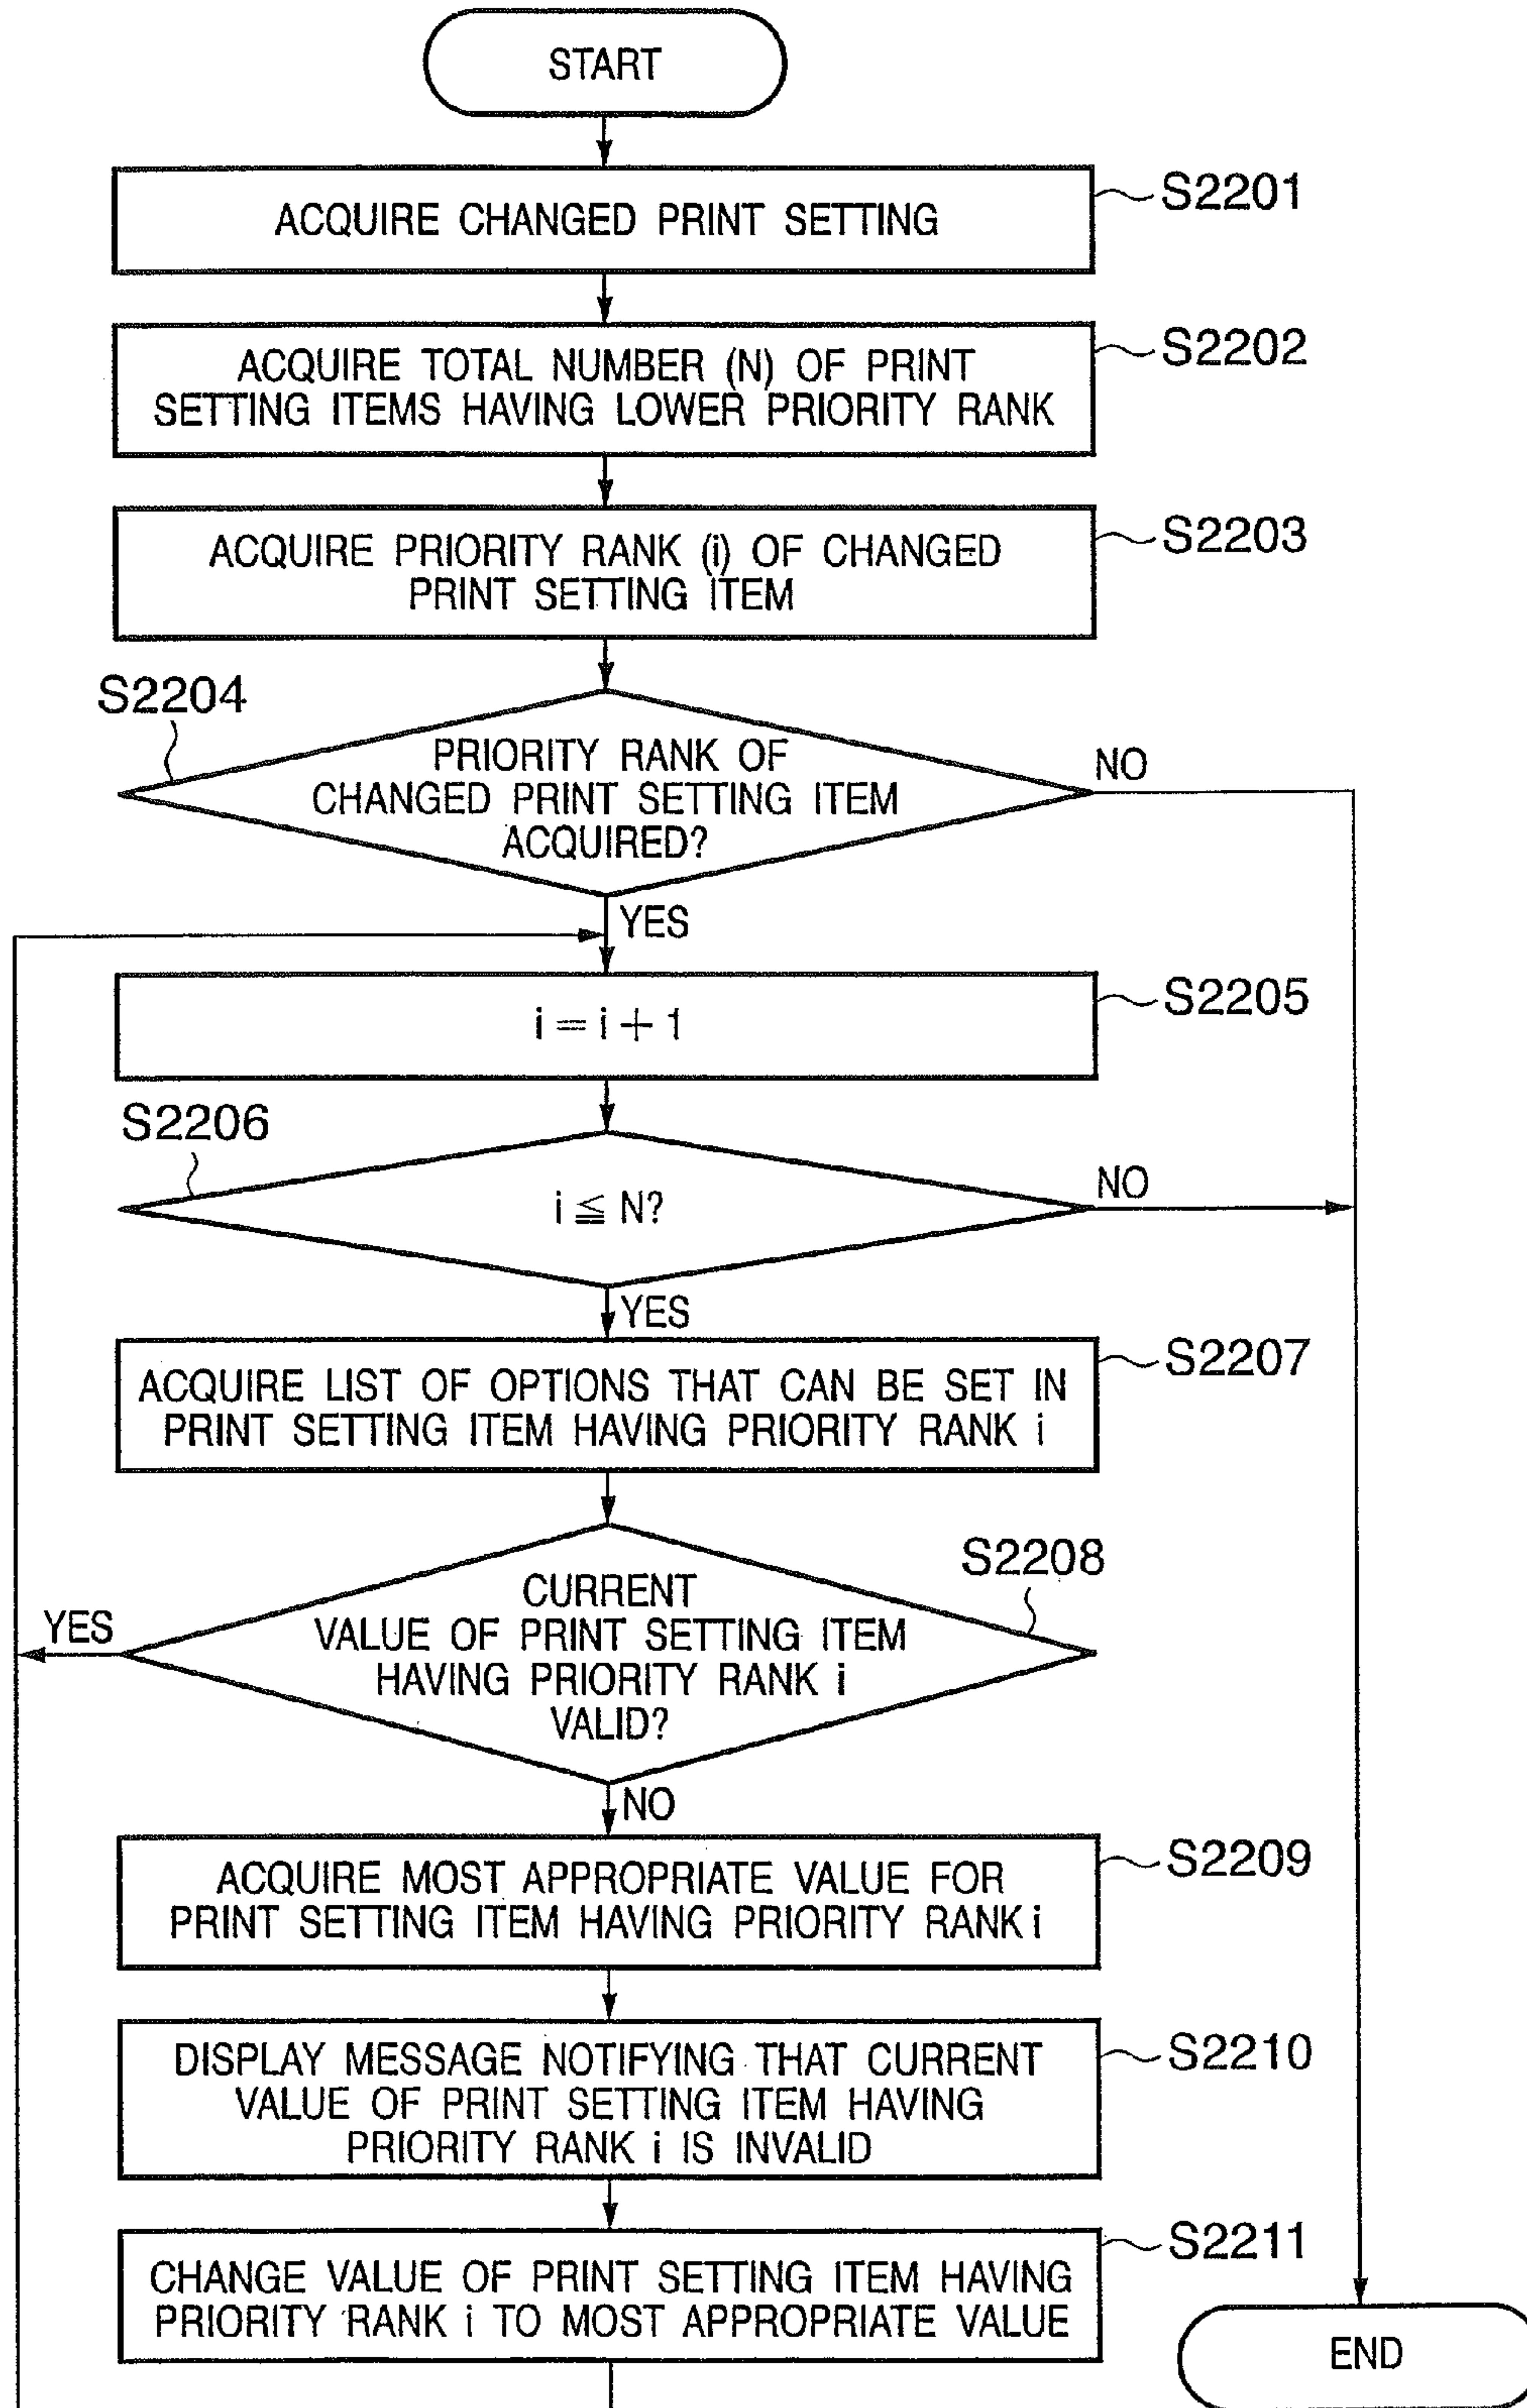 START
ACQUIRE CHANGED PRINT SETTING
S2201
ACQUIRE TOTAL NUMBER (N) OF PRINT
SETTING ITEMS HAVING LOWER PRIORITY RANK
S2202
ACQUIRE PRIORITY RANK (i) OF CHANGED
PRINT SETTING ITEM
S2203
S2204
PRIORITY RANK OF
CHANGED PRINT SETTING ITEM
ACQUIRED?
NO
YES
i = i + 1
S2205
S2206
i ≦ N?
NO
YES
ACQUIRE LIST OF OPTIONS THAT CAN BE SET IN
PRINT SETTING ITEM HAVING PRIORITY RANK i
S2207
S2208
CURRENT
VALUE OF PRINT SETTING ITEM
HAVING PRIORITY RANK i
VALID?
YES
NO
ACQUIRE MOST APPROPRIATE VALUE FOR
PRINT SETTING ITEM HAVING PRIORITY RANK i
S2209
DISPLAY MESSAGE NOTIFYING THAT CURRENT
VALUE OF PRINT SETTING ITEM HAVING
PRIORITY RANK i IS INVALID
S2210
CHANGE VALUE OF PRINT SETTING ITEM HAVING
PRIORITY RANK i TO MOST APPROPRIATE VALUE
S2211
END